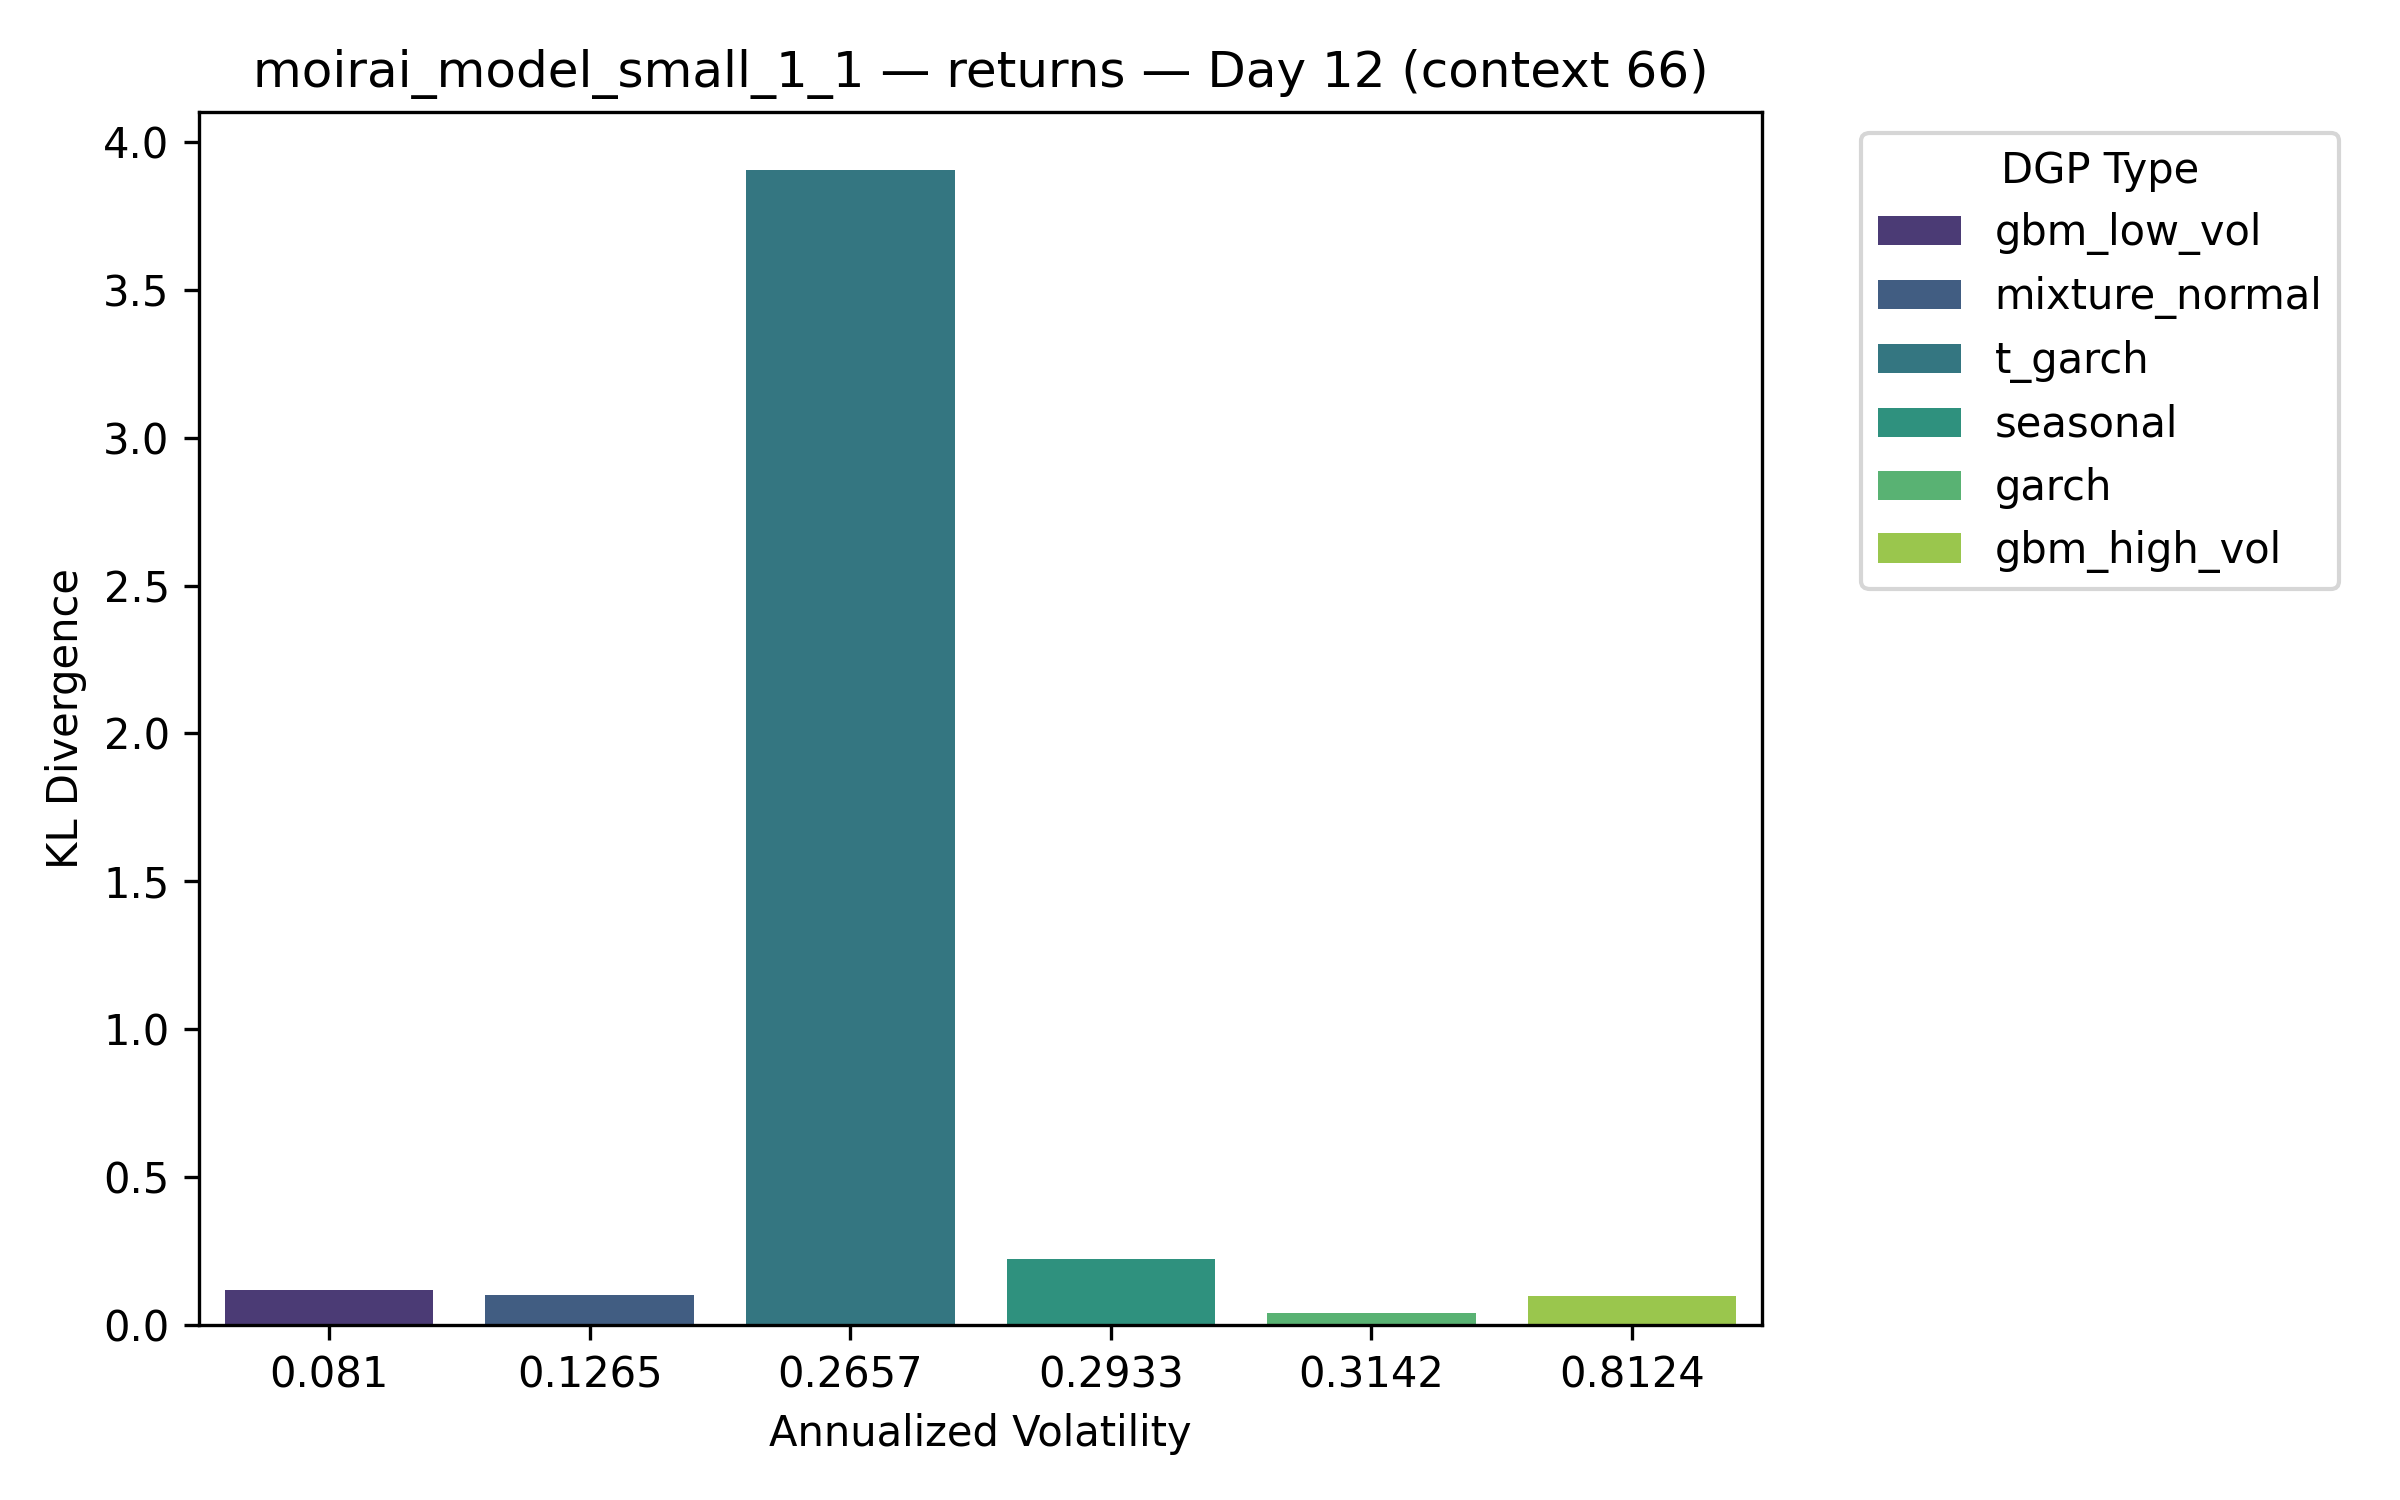 moirai_model_small_1_1 — returns — Day 12 (context 66)
KL Divergence
4.0
3.5
3.0
2.5
2.0
1.5
1.0
0.5
0.0
0.081 0.1265 0.2657 0.2933 0.3142 0.8124
Annualized Volatility
DGP Type
gbm_low_vol
mixture_normal
t_garch
seasonal
garch
gbm_high_vol